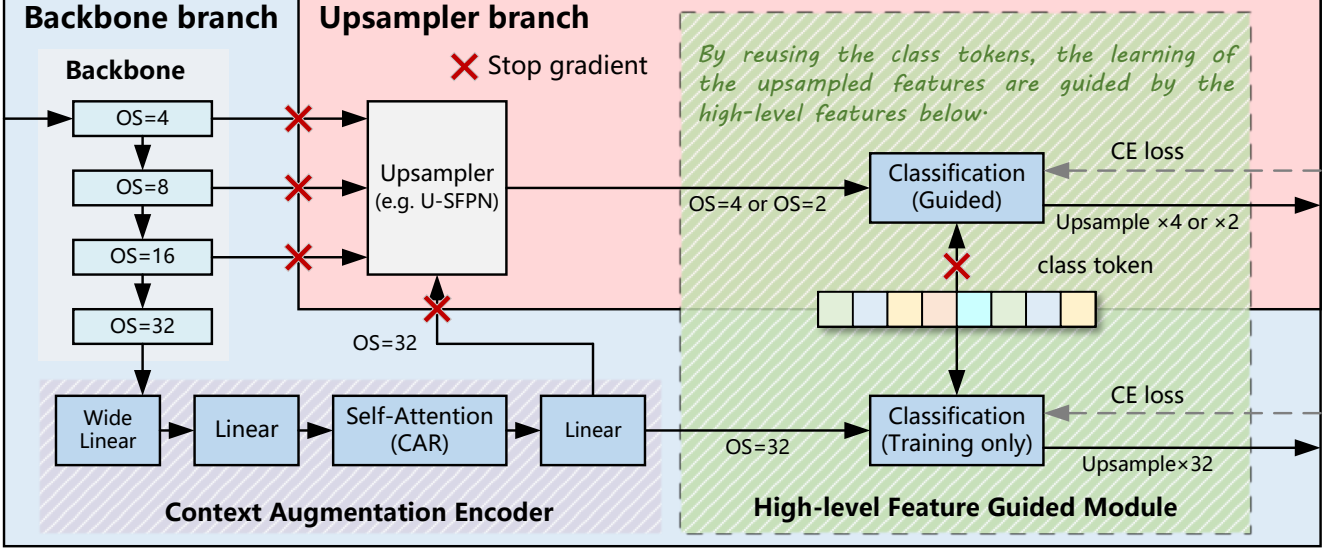 Backbone branch
Upsampler branch
Backbone
Stop gradient
OS=4
OS=8
OS=16
OS=32
Upsampler
(e.g. U-SFPN)
OS=32
By reusing the class tokens, the learning of
the upsampled features are guided by the
high-level features below.
OS=4 or OS=2
Classification
(Guided)
CE loss
Upsample ×4 or ×2
class token
Wide
Linear
Linear
Self-Attention
(CAR)
Linear
OS=32
Classification
(Training only)
CE loss
Upsample×32
Context Augmentation Encoder
High-level Feature Guided Module